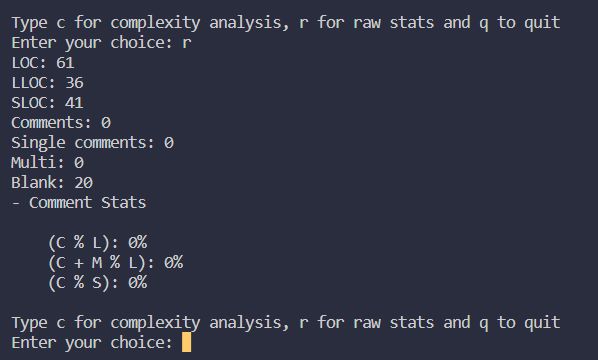 Type c for complexity analysis, r for raw stats and q to quit
Enter your choice: r
LOC: 61
LLOC: 36
SLOC: 41
Comments: 0
Single comments: 0
Multi: 0
Blank: 20
- Comment Stats
(C % L): 0%
(C + M % L): 0%
(C % S): 0%
Type c for complexity analysis, r for raw stats and q to quit
Enter your choice: